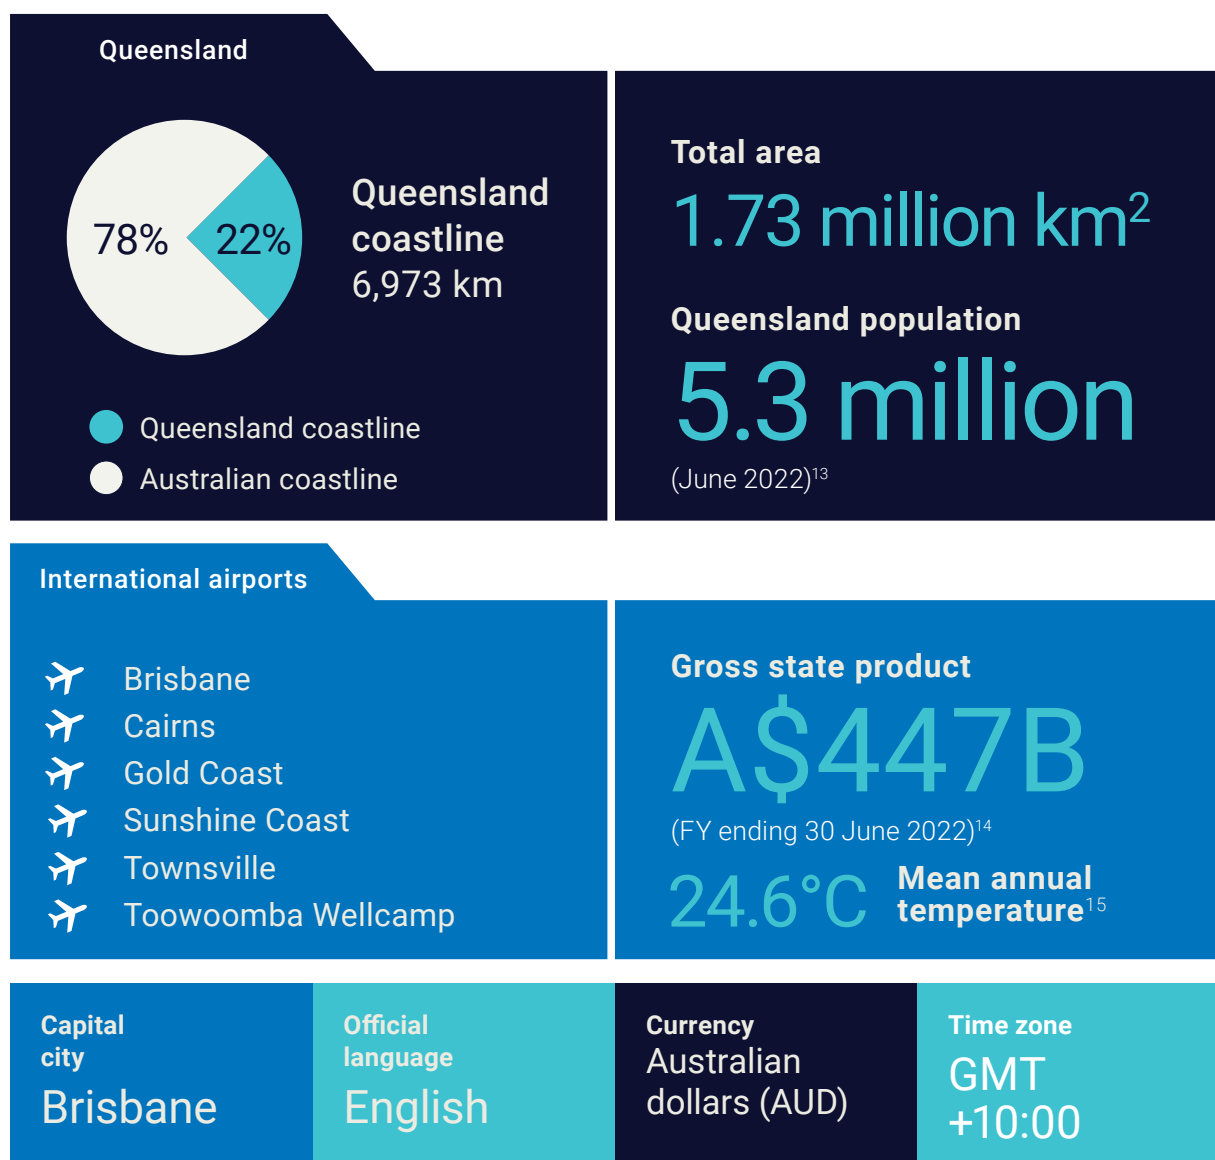 Queensland
78%
22%
Queensland
coastline
6,973 km
Queensland coastline
Australian coastline
Total area
1.73 million km²
Queensland population
5.3 million
(June 2022)¹³
International airports
Brisbane
Cairns
Gold Coast
Sunshine Coast
Townsville
Toowoomba Wellcamp
Gross state product
A$447B
(FY ending 30 June 2022)¹⁴
24.6°C
Mean annual
temperature¹⁵
Capital
city
Brisbane
Official
language
English
Currency
Australian
dollars (AUD)
Time zone
GMT
+10:00